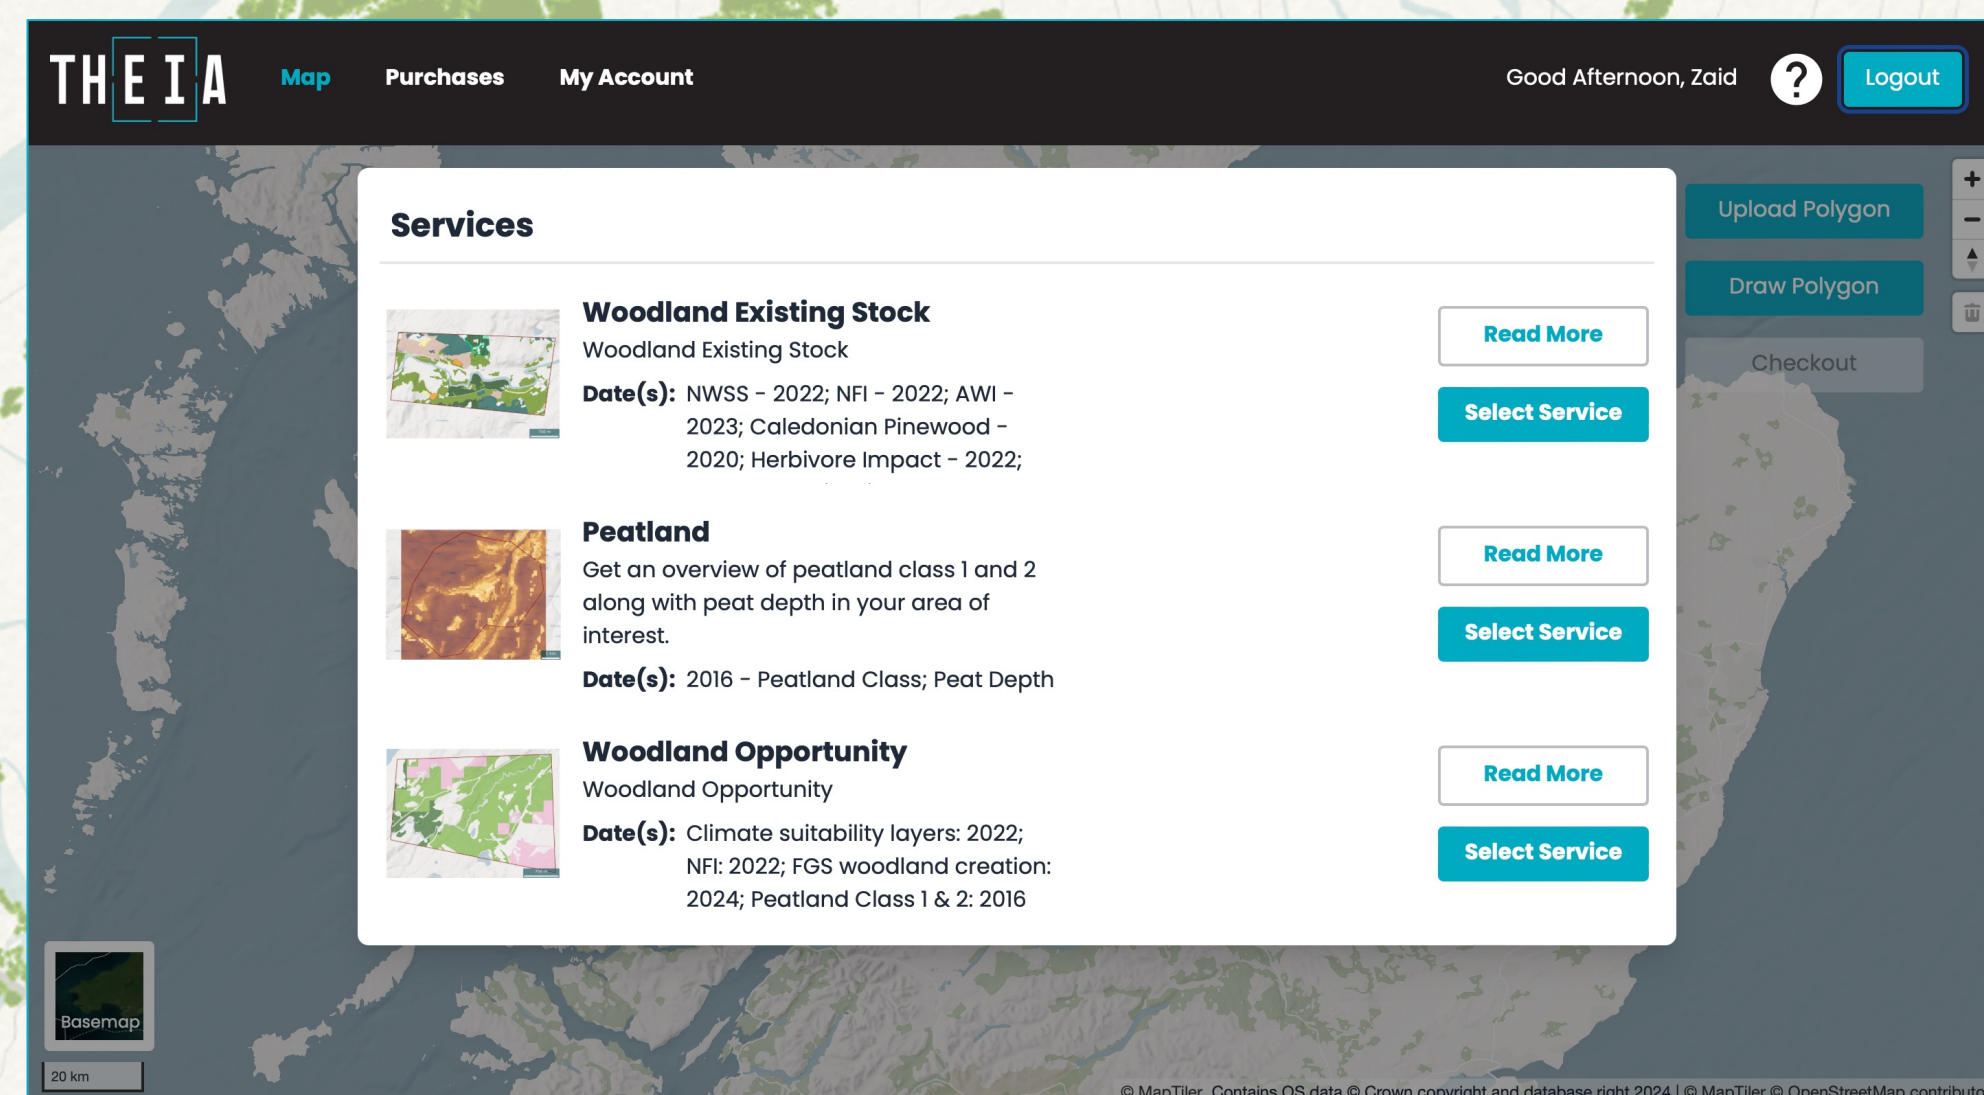 THEIA
Map
Purchases
My Account
Good Afternoon, Zaid
?
Logout
Services
Woodland Existing Stock
Woodland Existing Stock
Date(s): NWSS - 2022; NFI - 2022; AWI -
2023; Caledonian Pinewood -
2020; Herbivore Impact - 2022;
Read More
Select Service
Peatland
Get an overview of peatland class 1 and 2
along with peat depth in your area of
interest.
Date(s): 2016 - Peatland Class; Peat Depth
Read More
Select Service
Woodland Opportunity
Woodland Opportunity
Date(s): Climate suitability layers: 2022;
NFI: 2022; FGS woodland creation:
2024; Peatland Class 1 & 2: 2016
Read More
Select Service
Upload Polygon
Draw Polygon
Checkout
Basemap
20 km
© MapTiler Contains OS data © Crown copyright and database right 2024 | © MapTiler © OpenStreetMap